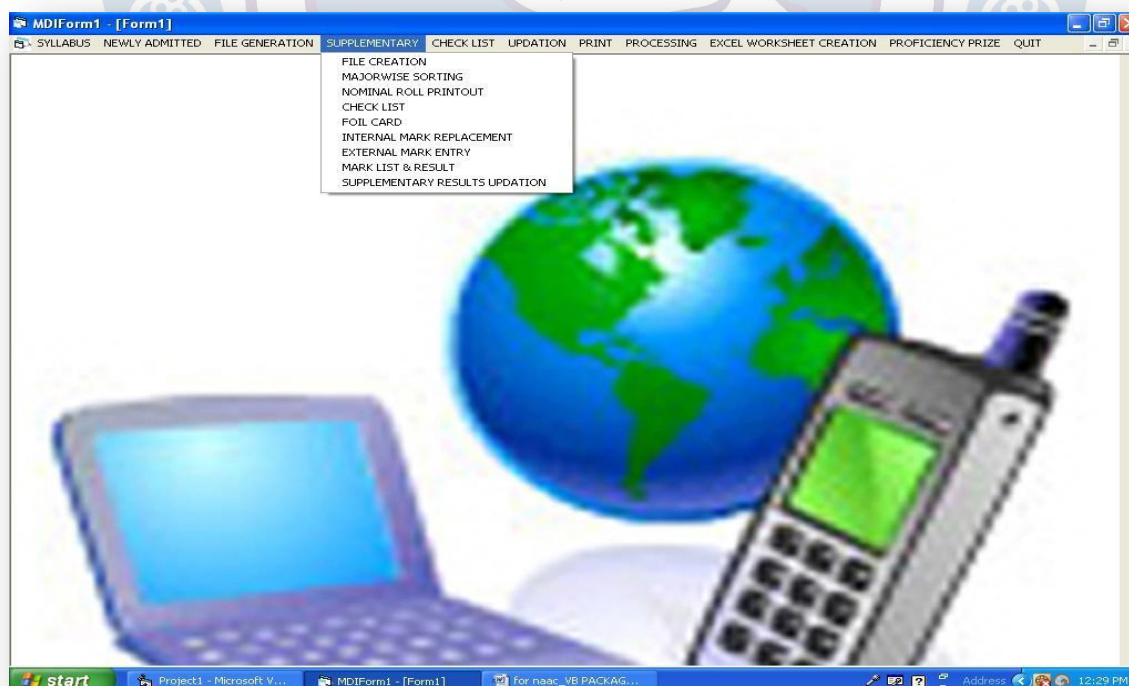 MDIForm1 - [Form1]
SYLLABUS NEWLY ADMITTED FILE GENERATION SUPPLEMENTARY CHECK LIST UPDATION PRINT PROCESSING EXCEL WORKSHEET CREATION PROFICIENCY PRIZE QUIT
FILE CREATION
MAJORWISE SORTING
NOMINAL ROLL PRINTOUT
CHECK LIST
FOIL CARD
INTERNAL MARK REPLACEMENT
EXTERNAL MARK ENTRY
MARK LIST & RESULT
SUPPLEMENTARY RESULTS UPDATION
start Project1 - Microsoft V... MDIForm1 - [Form1] for naac_VB PACKAG... Address 12:29 PM